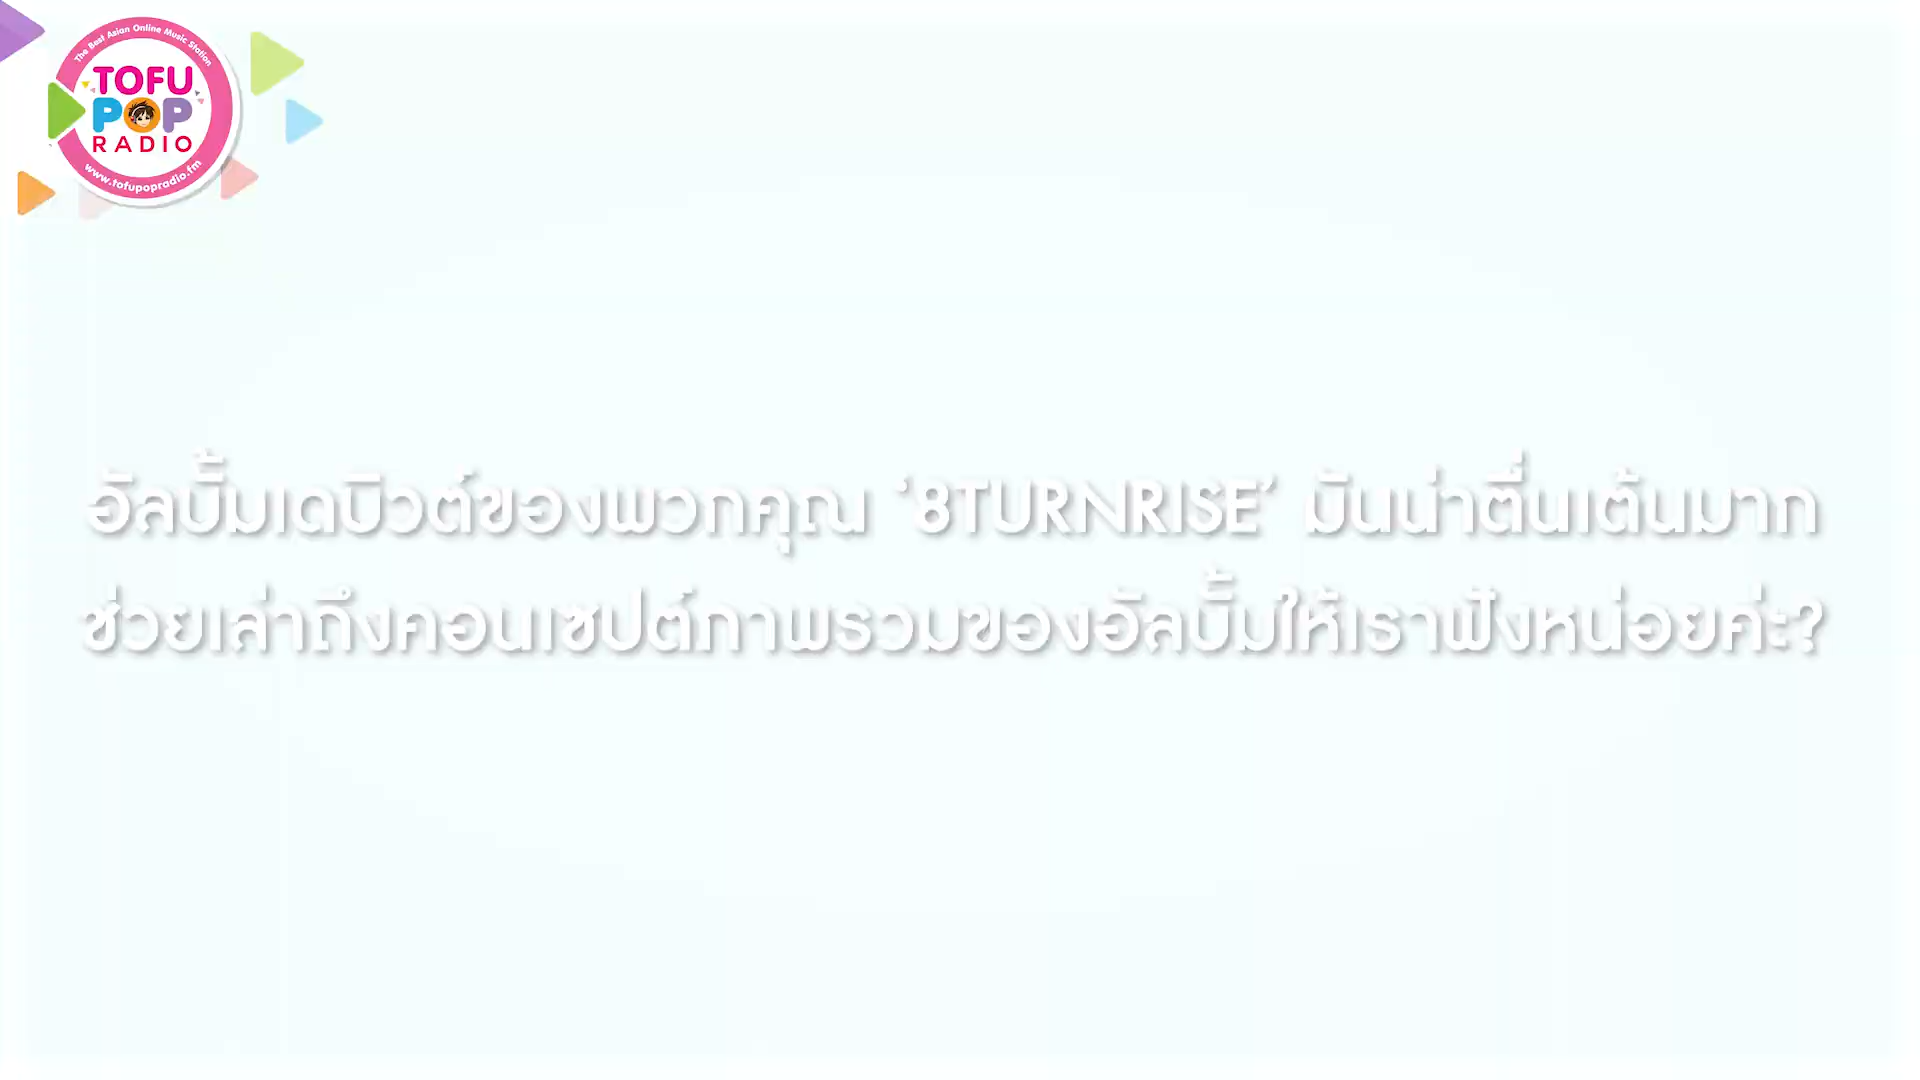 The Best Asian Online Music Station
TOFU
POP
RADIO
www.tofupopradio.fm
อัลบั้มเดบิวต์ของพวกคุณ ‘8TURNRISE’ มันน่าตื่นเต้นมาก
ช่วยเล่าถึงคอนเซปต์ภาพรวมของอัลบั้มให้เราฟังหน่อยค่ะ?